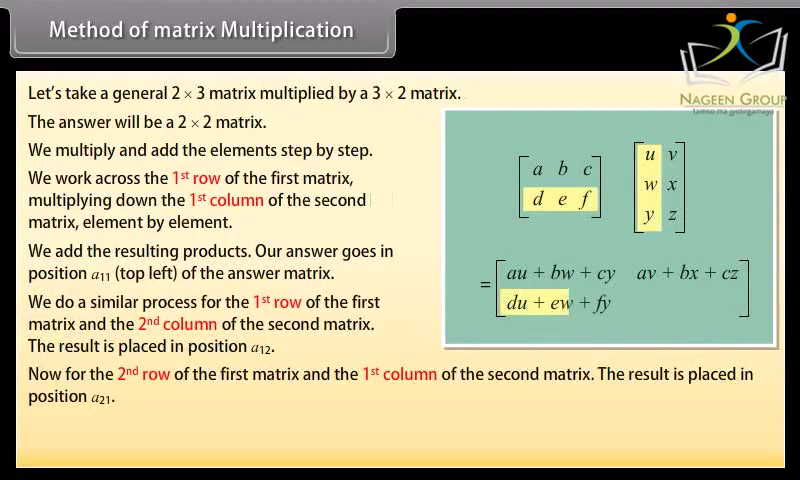 Method of matrix Multiplication
NAGEEN GROUP
tamso ma jyotirgamaya
Let's take a general 2 × 3 matrix multiplied by a 3 × 2 matrix.
The answer will be a 2 × 2 matrix.
We multiply and add the elements step by step.
We work across the 1st row of the first matrix,
multiplying down the 1st column of the second
matrix, element by element.
We add the resulting products. Our answer goes in
position a11 (top left) of the answer matrix.
We do a similar process for the 1st row of the first
matrix and the 2nd column of the second matrix.
The result is placed in position a12.
Now for the 2nd row of the first matrix and the 1st column of the second matrix. The result is placed in
position a21.
a b c
d e f
u v
w x
y z
= au + bw + cy av + bx + cz
du + ew + fy